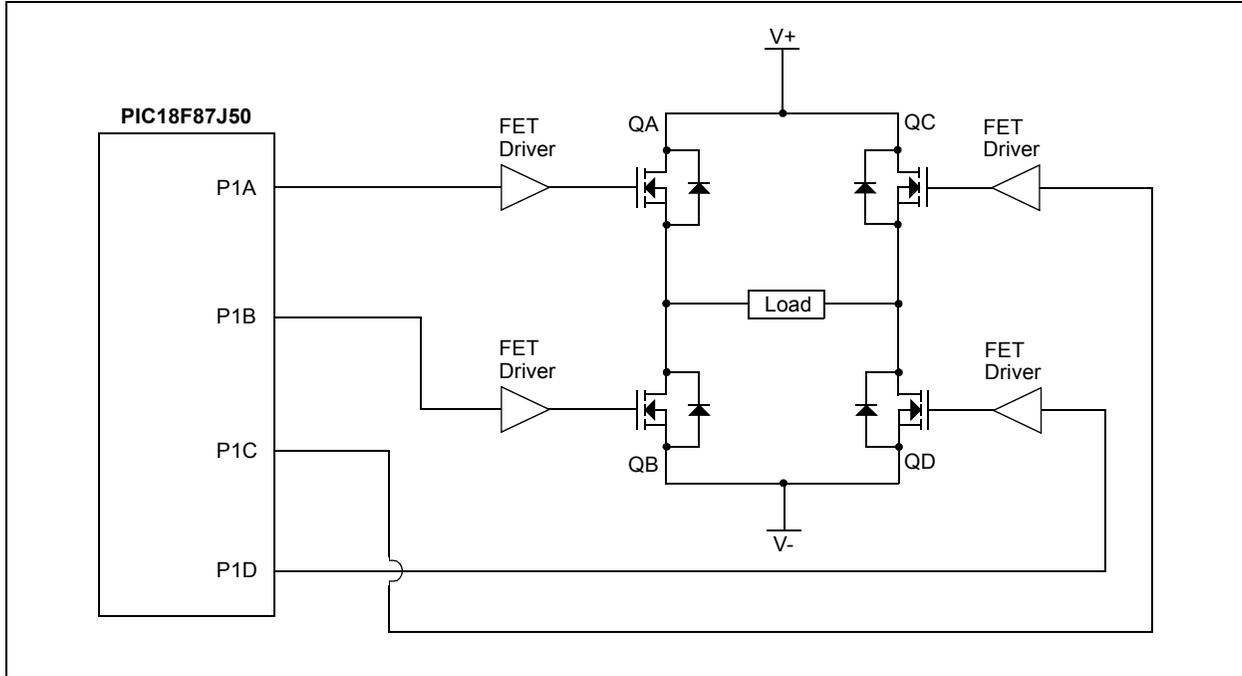 V+
PIC18F87J50
FET
Driver
QA
QC
FET
Driver
P1A
P1B
Load
FET
Driver
FET
Driver
P1C
QB
QD
V-
P1D